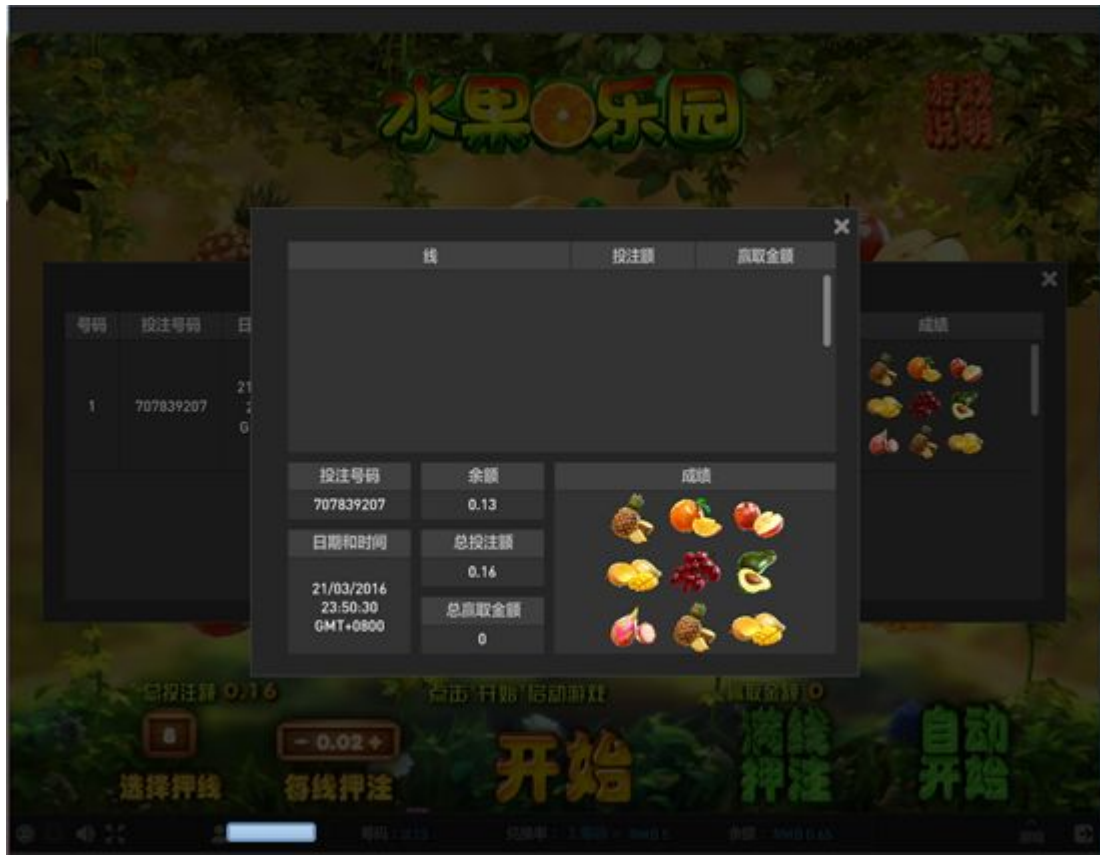 水果乐园
游戏说明
线 投注额 赢取金额
号码 投注号码 日
成绩
1 707839207
投注号码 余额 成绩
707839207 0.13
日期和时间 总投注额
0.16
21/03/2016
23:50:30
GMT+0800
总赢取金额
0
总投注额 0.16 点击'开始'启动游戏 赢取金额 0
8 - 0.02 +
选择押线 每线押注 开始 满线押注 自动开始